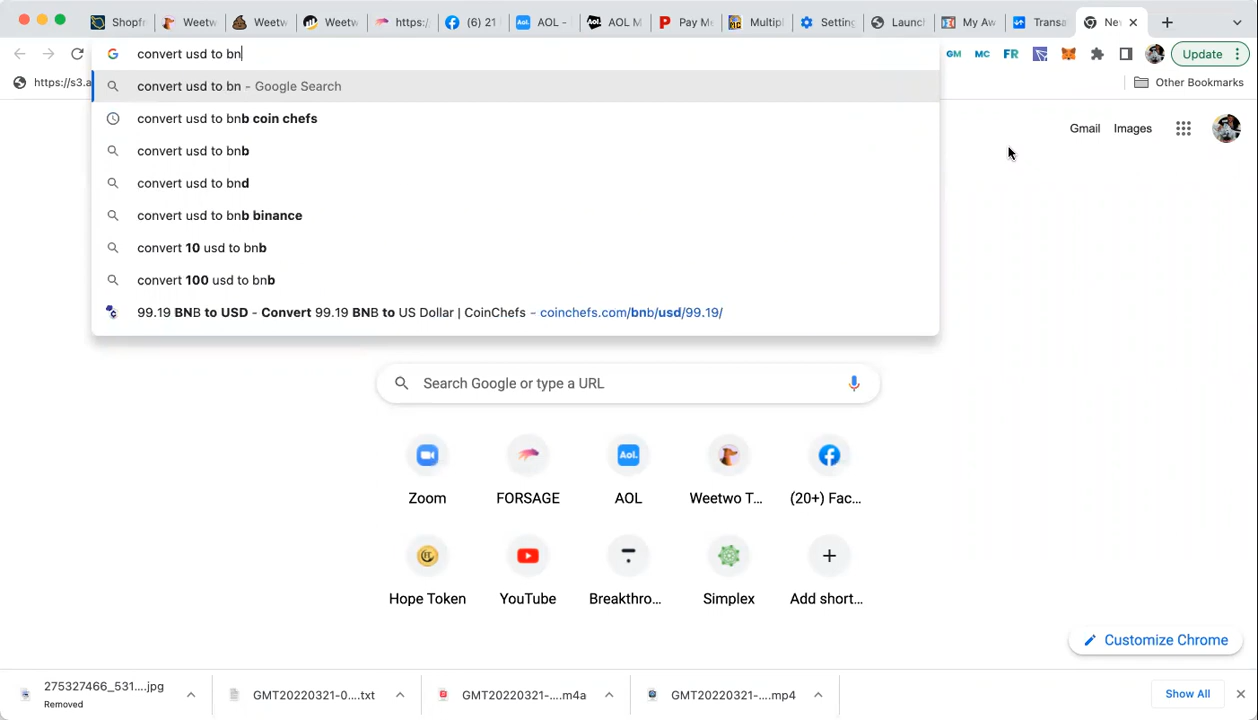 Shopfr
Weetw
Weetw
Weetw
https:/
(6) 21
AOL -
AOL M
Pay Me
Multipl
Setting
Launc
My Aw
Transa
Ne
convert usd to bn
GM
MC
FR
Update
https://s3.a
Other Bookmarks
convert usd to bn - Google Search
convert usd to bnb coin chefs
convert usd to bnb
convert usd to bnd
convert usd to bnb binance
convert 10 usd to bnb
convert 100 usd to bnb
99.19 BNB to USD - Convert 99.19 BNB to US Dollar | CoinChefs - coinchefs.com/bnb/usd/99.19/
Gmail
Images
Search Google or type a URL
Zoom
FORSAGE
Aol.
AOL
Weetwo T...
(20+) Fac...
Hope Token
YouTube
Breakthro...
Simplex
Add short...
Customize Chrome
275327466_531....jpg
Removed
GMT20220321-0....txt
GMT20220321-....m4a
GMT20220321-....mp4
Show All